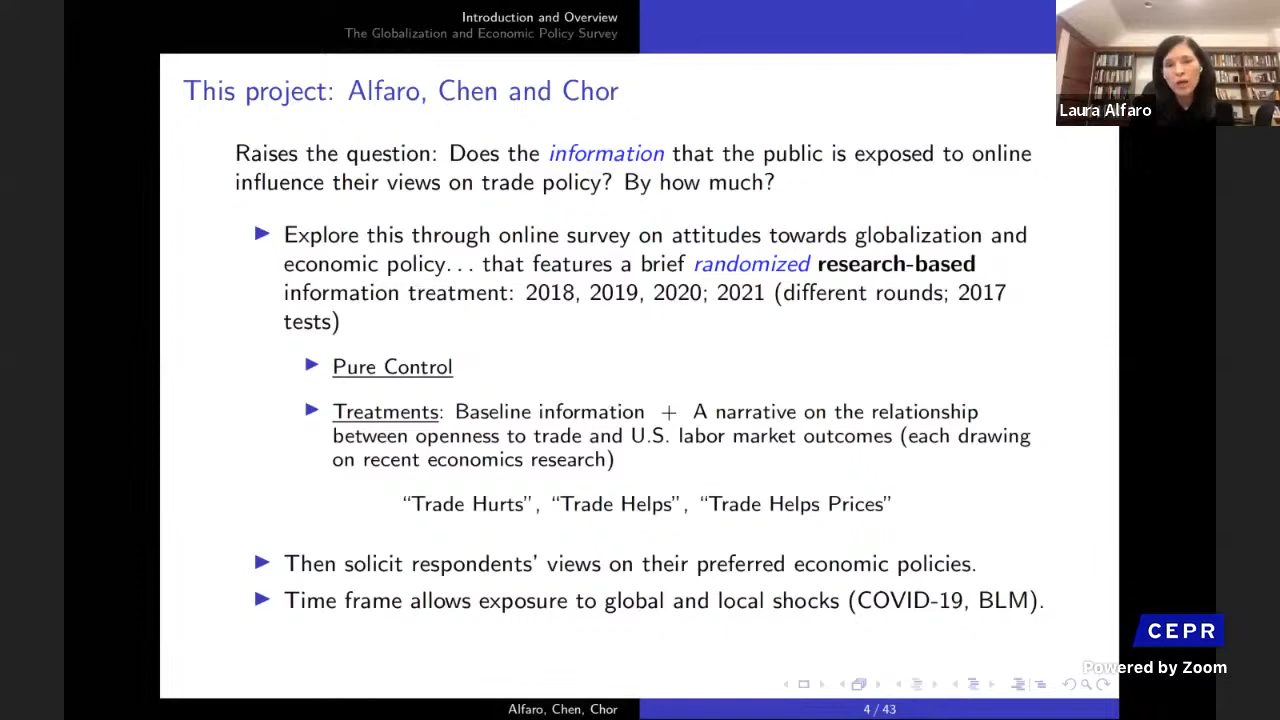 Introduction and Overview
The Globalization and Economic Policy Survey
This project: Alfaro, Chen and Chor
Laura Alfaro
Raises the question: Does the information that the public is exposed to online
influence their views on trade policy? By how much?
Explore this through online survey on attitudes towards globalization and
economic policy. . . that features a brief randomized research-based
information treatment: 2018, 2019, 2020; 2021 (different rounds; 2017
tests)
Pure Control
Treatments: Baseline information + A narrative on the relationship
between openness to trade and U.S. labor market outcomes (each drawing
on recent economics research)
“Trade Hurts”, “Trade Helps”, “Trade Helps Prices”
Then solicit respondents’ views on their preferred economic policies.
Time frame allows exposure to global and local shocks (COVID-19, BLM).
CEPR
Powered by Zoom
Alfaro, Chen, Chor
4 / 43